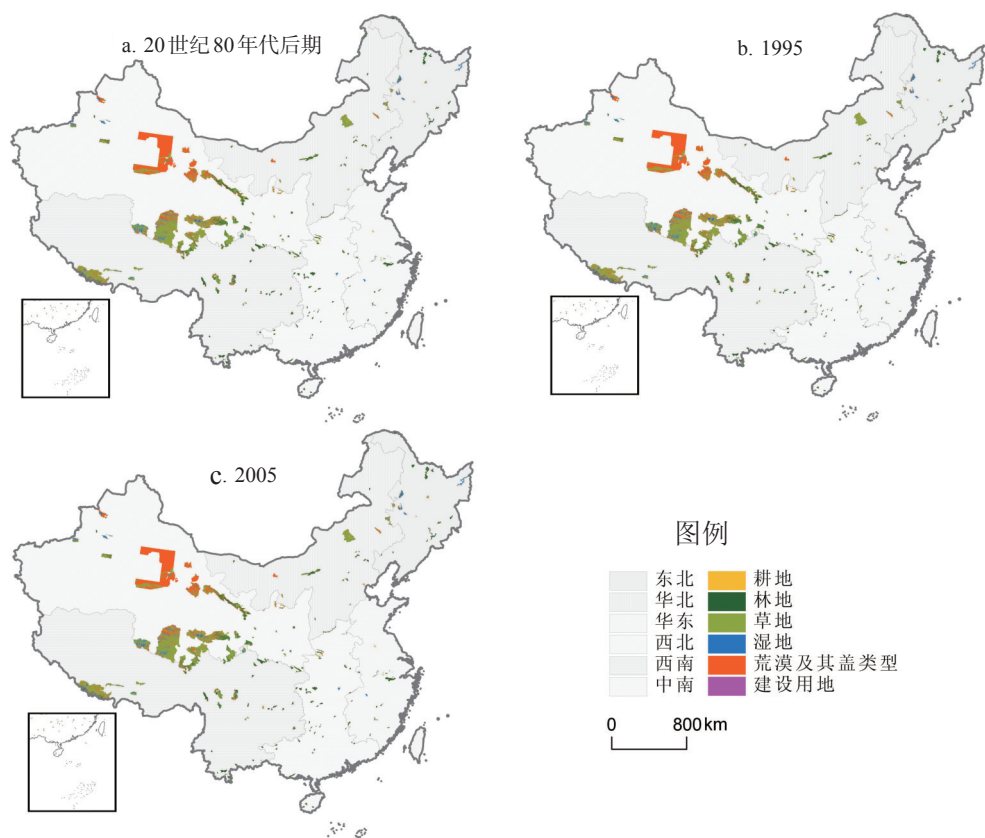 a. 20世纪80年代后期
b. 1995
c. 2005
图例
东北 耕地
华北 林地
华东 草地
西北 湿地
西南 荒漠及其盖类型
中南 建设用地
0 800km